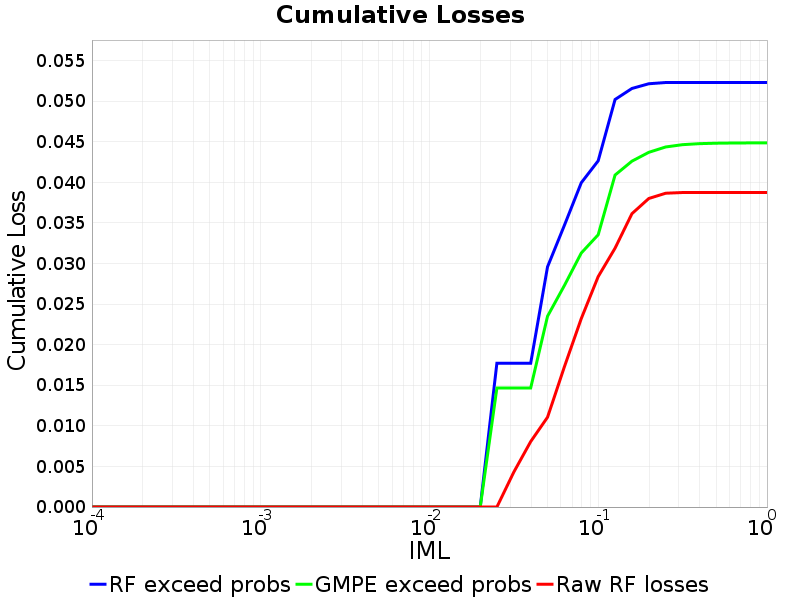 Cumulative Losses
Cumulative Loss
0.055
0.050
0.045
0.040
0.035
0.030
0.025
0.020
0.015
0.010
0.005
0.000
10^-4 10^-3 10^-2 10^-1 10^0
IML
RF exceed probs GMPE exceed probs Raw RF losses